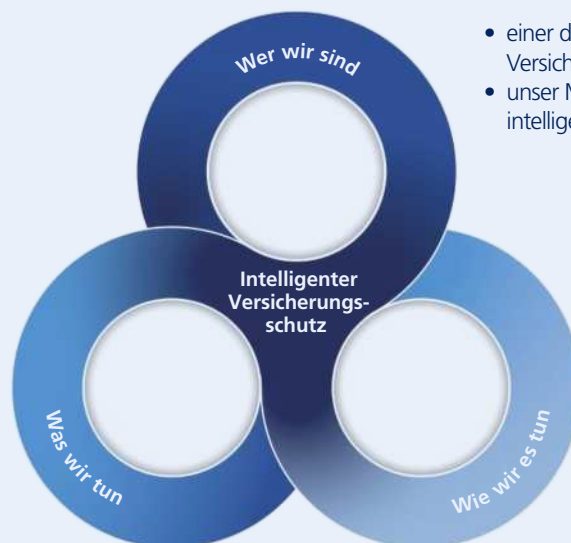 Wer wir sind
• einer d
Versich
• unser M
intellige
Intelligenter
Versicherungs-
schutz
Was wir tun
Wie wir es tun